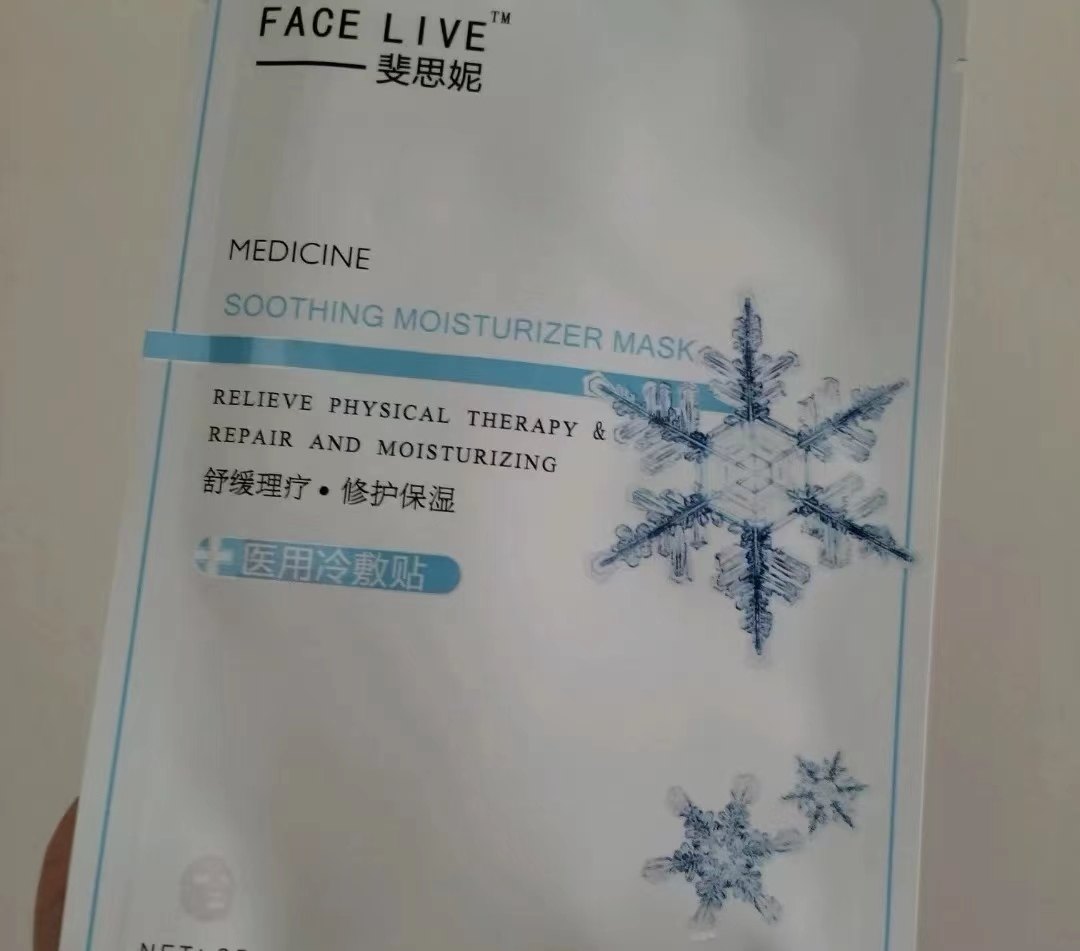 FACE LIVE™
斐思妮
MEDICINE
SOOTHING MOISTURIZER MASK
RELIEVE PHYSICAL THERAPY &
REPAIR AND MOISTURIZING
舒缓理疗•修护保湿
医用冷敷贴